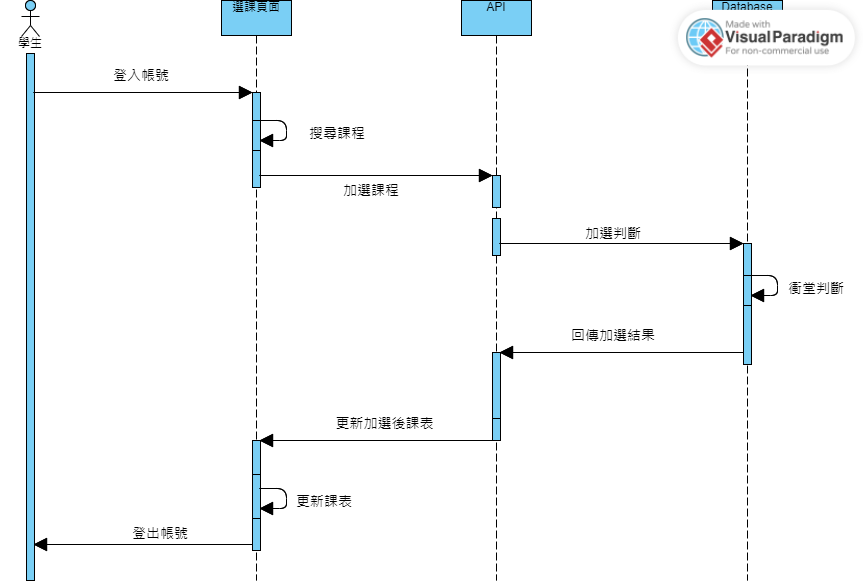 學生
選課頁面
API
Database
Made with
VisualParadigm
For non-commercial use
登入帳號
搜尋課程
加選課程
加選判斷
衝堂判斷
回傳加選結果
更新加選後課表
更新課表
登出帳號